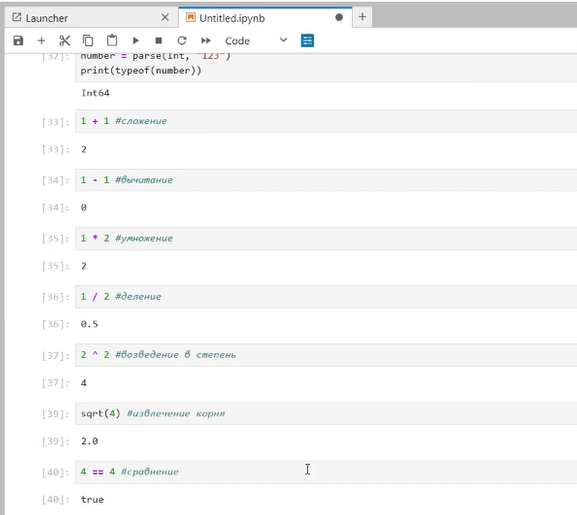 Launcher
Untitled.ipynb
Code
[32]: number = parse(Int, "123")
print(typeof(number))
Int64
[33]: 1 + 1 #сложение
[33]: 2
[34]: 1 - 1 #вычитание
[34]: 0
[35]: 1 * 2 #умножение
[35]: 2
[36]: 1 / 2 #деление
[36]: 0.5
[37]: 2 ^ 2 #возведение в степень
[37]: 4
[39]: sqrt(4) #извлечение корня
[39]: 2.0
[40]: 4 == 4 #сравнение
[40]: true